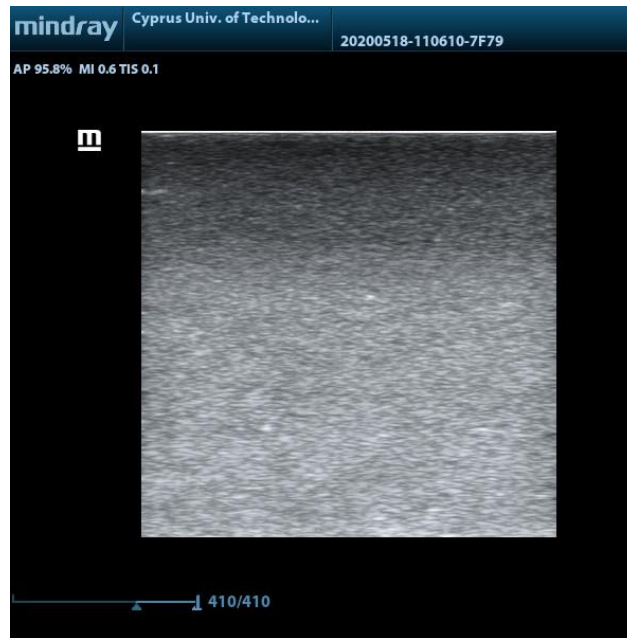 mindray
Cyprus Univ. of Technolo...
20200518-110610-7F79
AP 95.8% MI 0.6 TIS 0.1
m
410/410